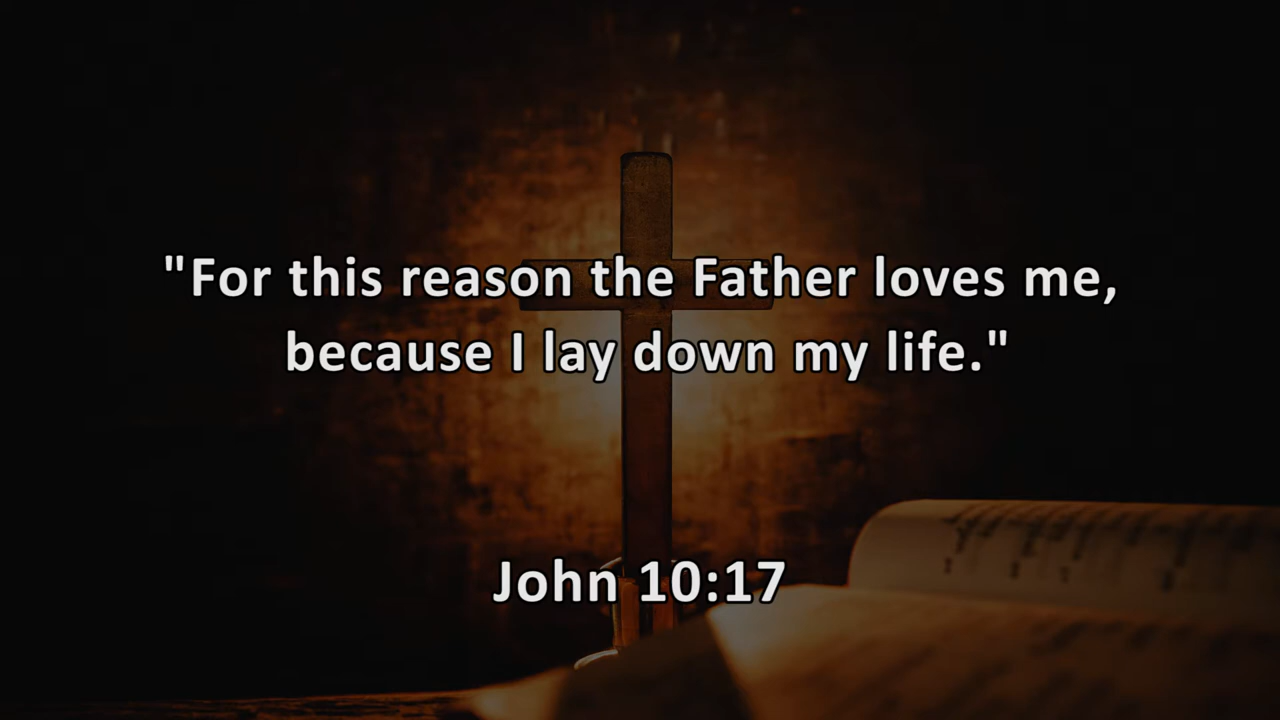 "For this reason the Father loves me,
because I lay down my life."
John 10:17